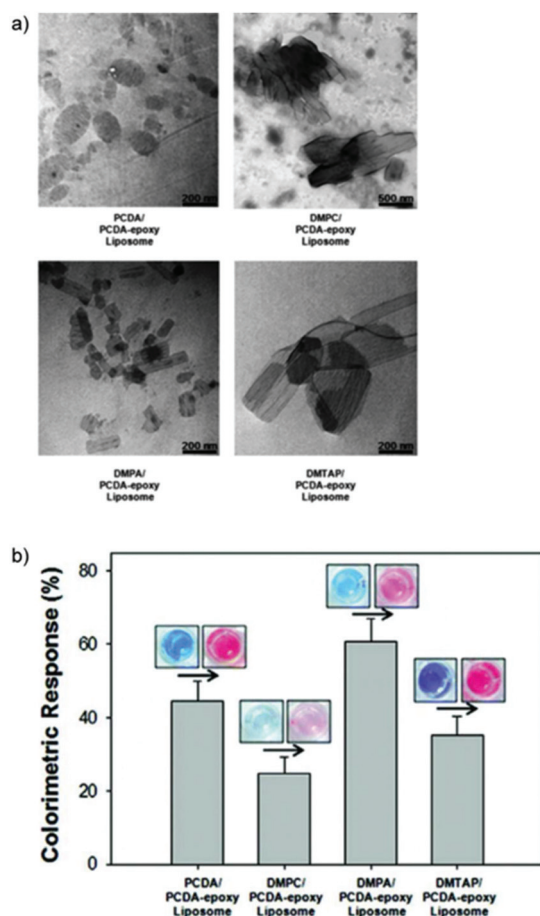 a)
200 nm
500 nm
PCDA/
PCDA-epoxy
Liposome
DMPC/
PCDA-epoxy
Liposome
200 nm
200 nm
DMPA/
PCDA-epoxy
Liposome
DMTAP/
PCDA-epoxy
Liposome
b)
Colorimetric Response (%)
80
60
40
20
0
PCDA/
PCDA-epoxy
Liposome
DMPC/
PCDA-epoxy
Liposome
DMPA/
PCDA-epoxy
Liposome
DMTAP/
PCDA-epoxy
Liposome